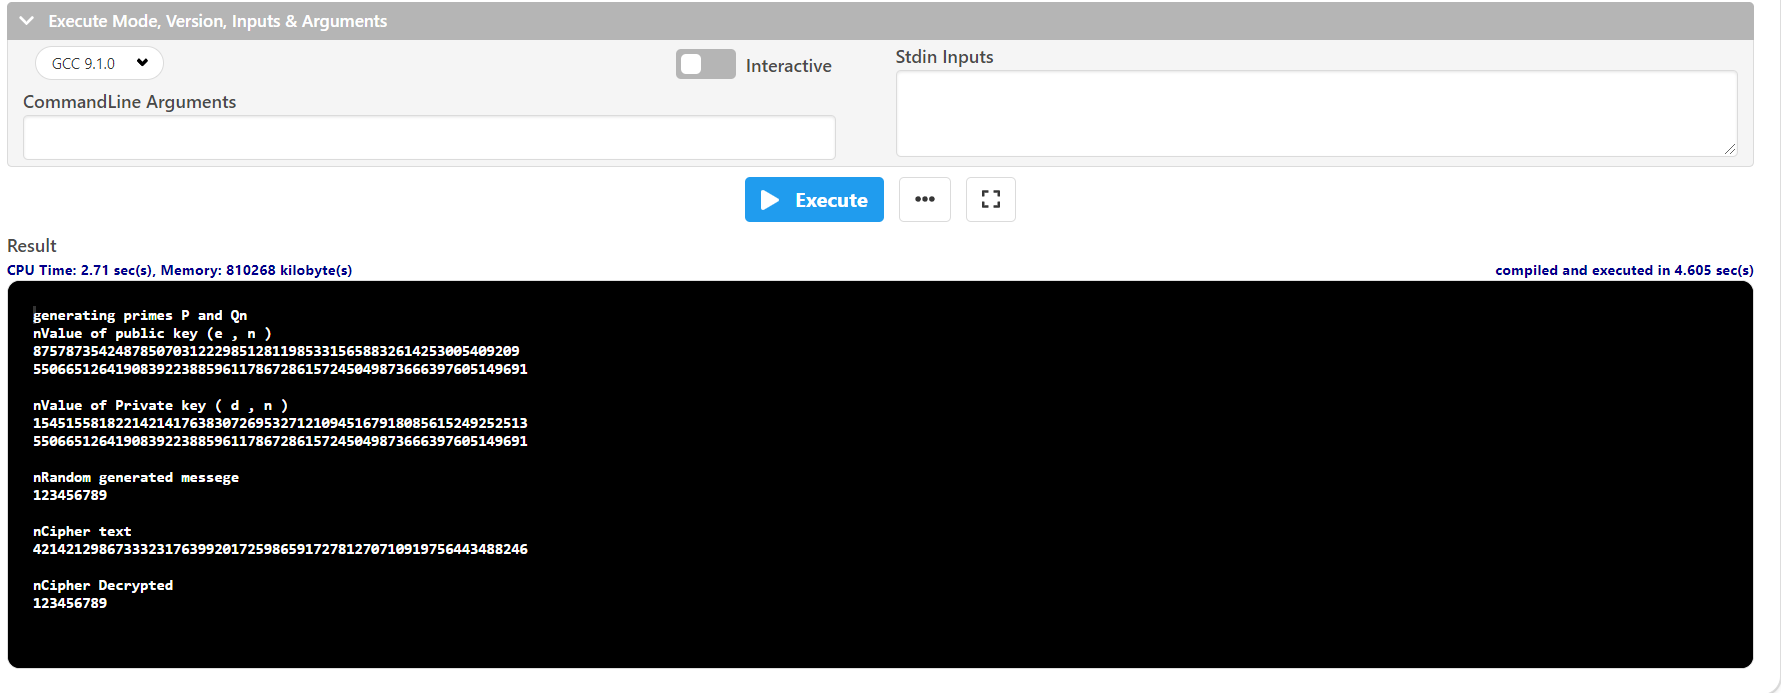 Execute Mode, Version, Inputs & Arguments
GCC 9.1.0
Interactive
Stdin Inputs
CommandLine Arguments
Execute
Result
CPU Time: 2.71 sec(s), Memory: 810268 kilobyte(s)
compiled and executed in 4.605 sec(s)
generating primes P and Qn
nValue of public key (e , n )
87578735424878507031222985128119853315658832614253005409209
550665126419083922388596117867286157245049873666397605149691
nValue of Private key ( d , n )
154515581822142141763830726953271210945167918085615249252513
550665126419083922388596117867286157245049873666397605149691
nRandom generated messege
123456789
nCipher text
421421298673332317639920172598659172781270710919756443488246
nCipher Decrypted
123456789